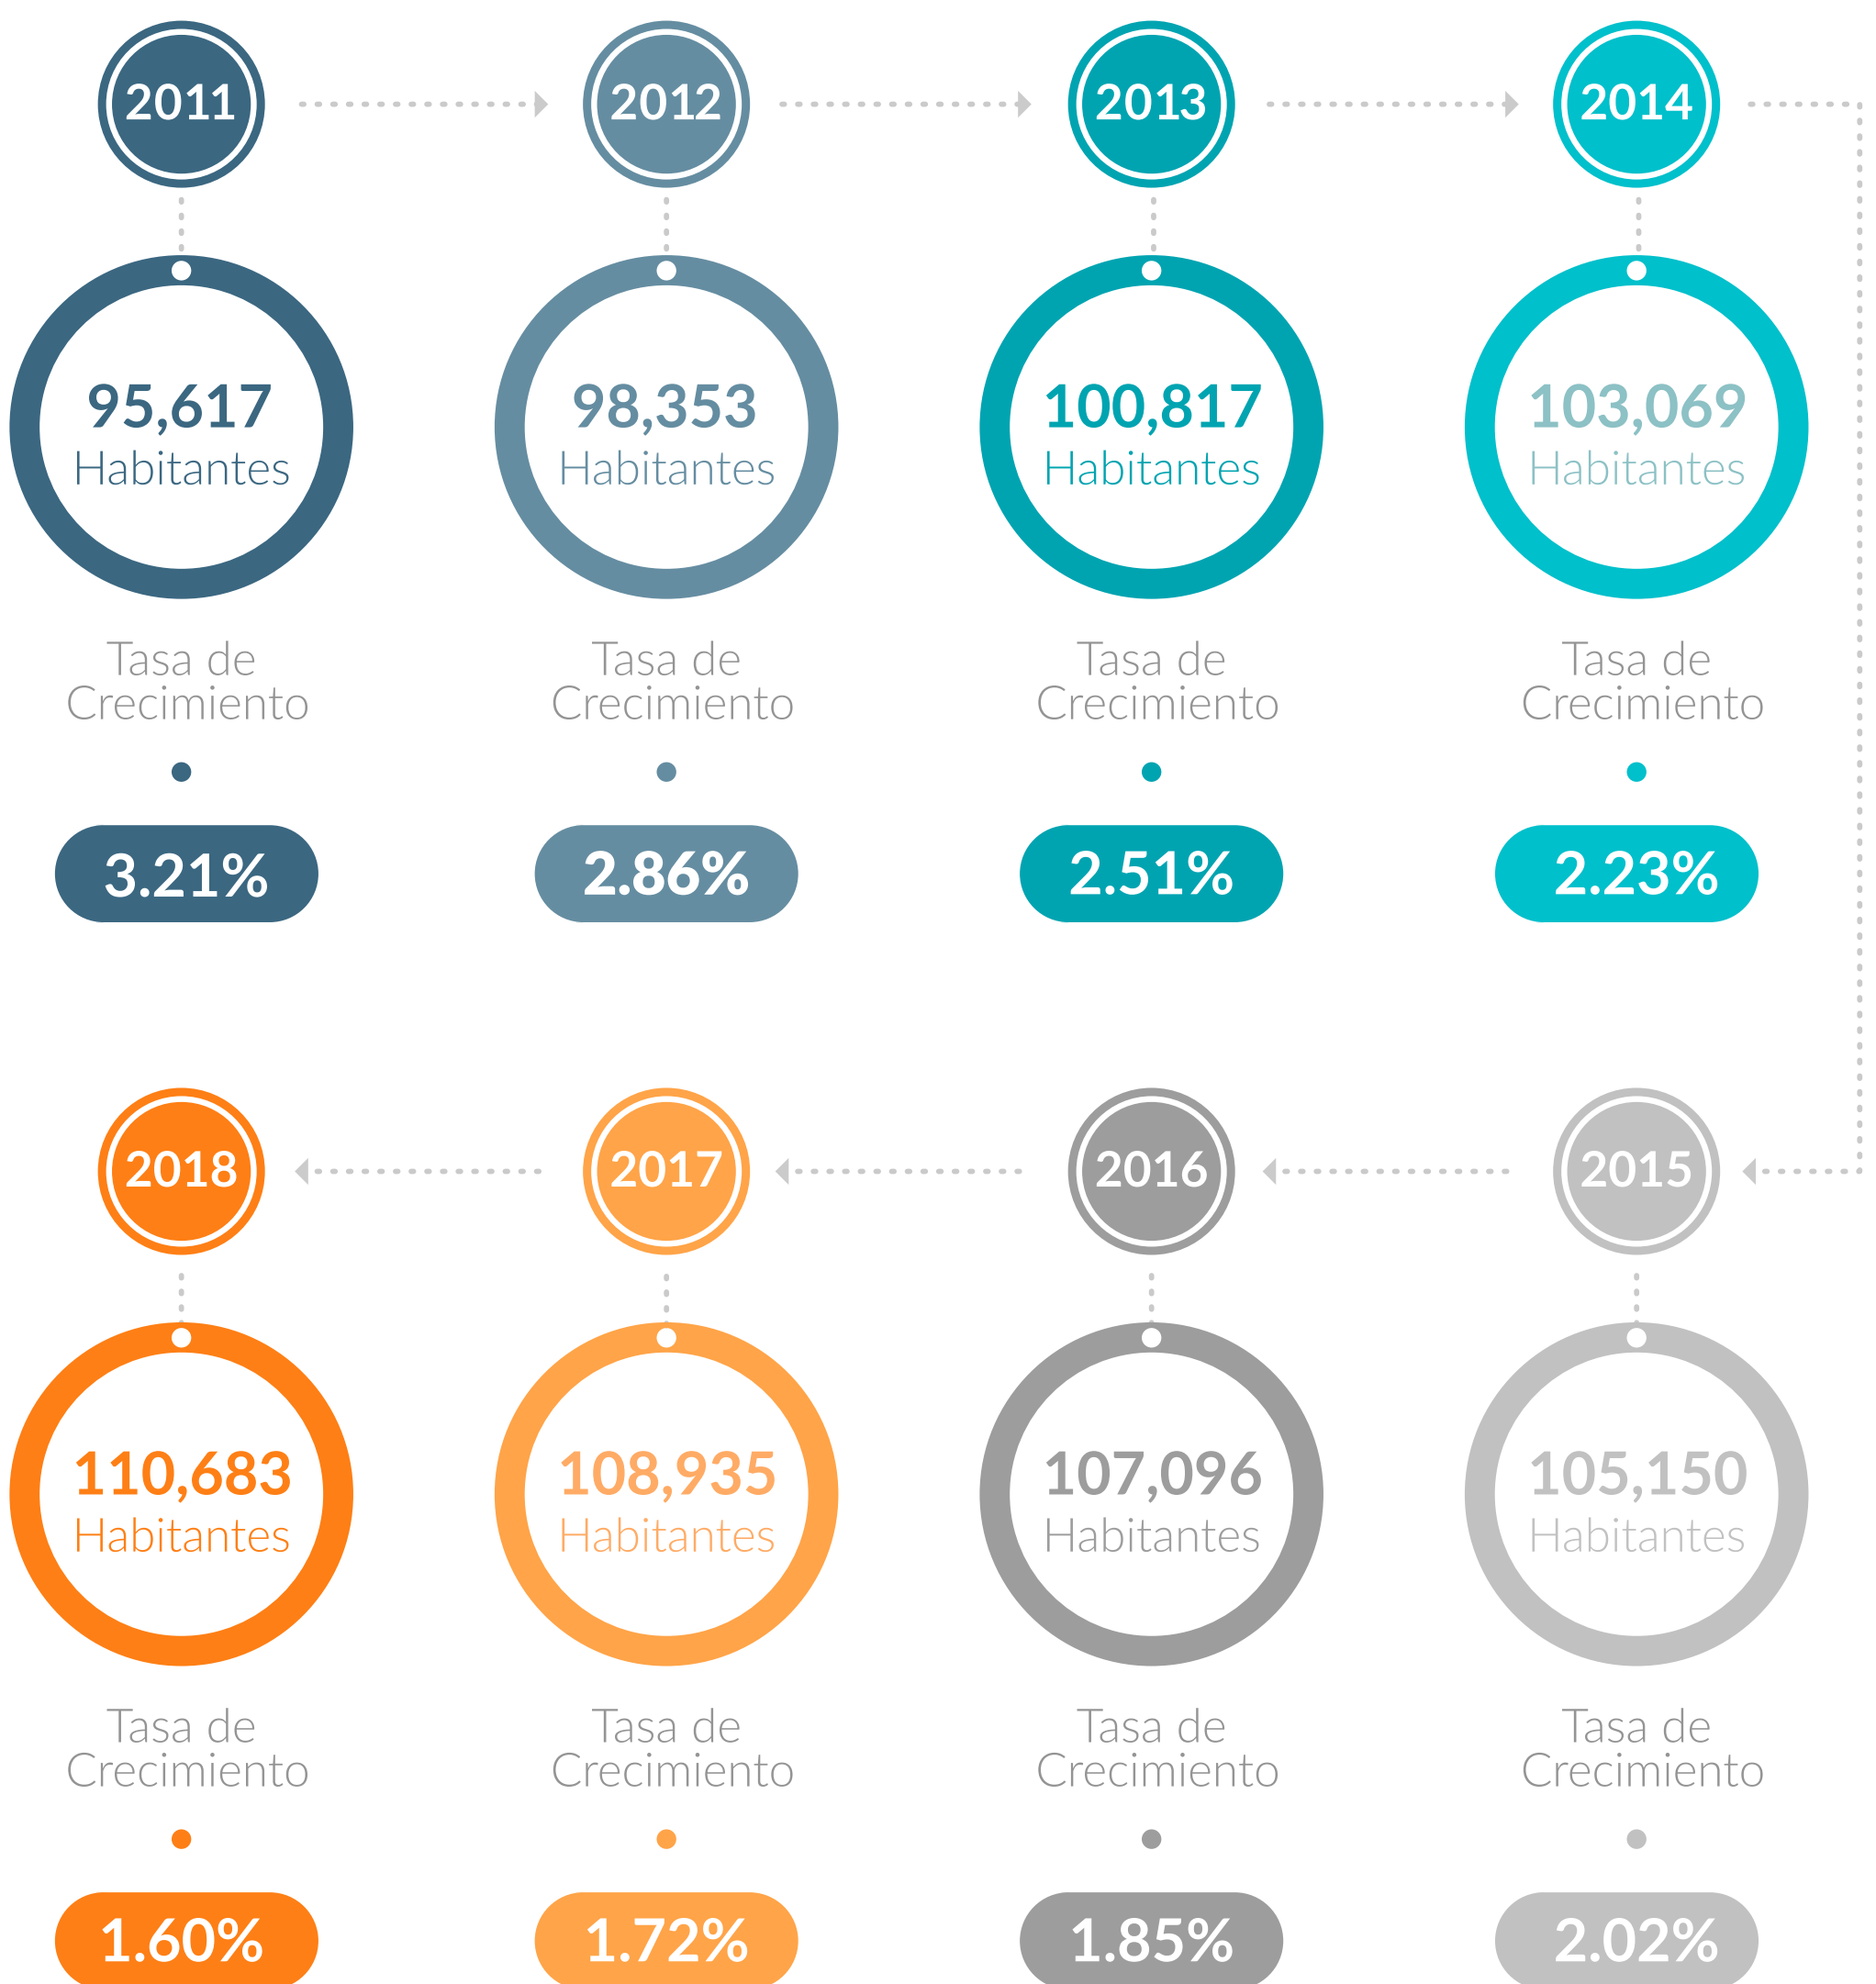 2011
2012
2013
2014
95,617
Habitantes
98,353
Habitantes
100,817
Habitantes
103,069
Habitantes
Tasa de
Crecimiento
Tasa de
Crecimiento
Tasa de
Crecimiento
Tasa de
Crecimiento
3.21%
2.86%
2.51%
2.23%
2018
2017
2016
2015
110,683
Habitantes
108,935
Habitantes
107,096
Habitantes
105,150
Habitantes
Tasa de
Crecimiento
Tasa de
Crecimiento
Tasa de
Crecimiento
Tasa de
Crecimiento
1.60%
1.72%
1.85%
2.02%